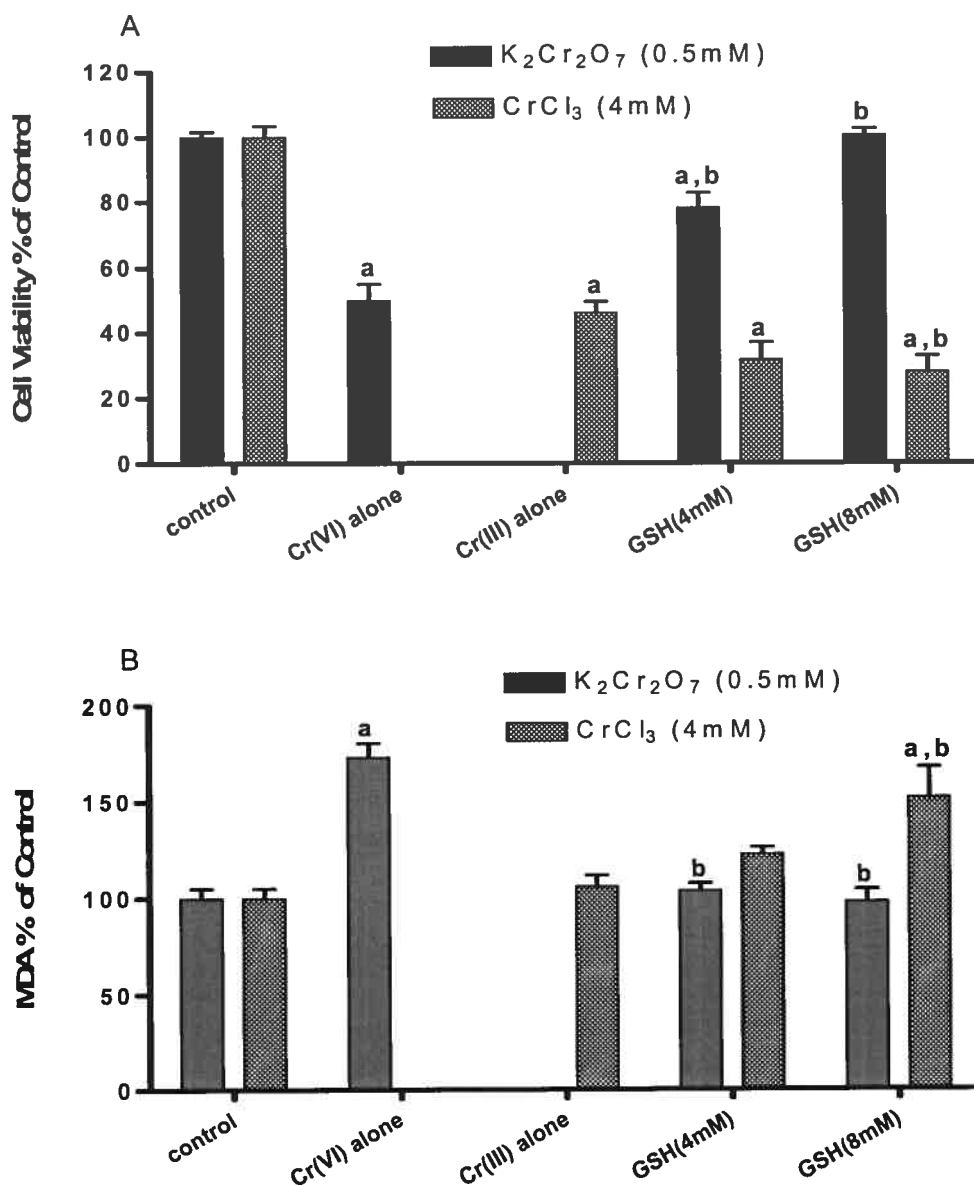 A
K₂Cr₂O₇ (0.5mM)
CrCl₃ (4mM)
Cell Viability % of Control
120
100
80
60
40
20
0
a
a
a,b
a
b
a,b
control
Cr(VI) alone
Cr(III) alone
GSH(4mM)
GSH(8mM)
B
K₂Cr₂O₇ (0.5mM)
CrCl₃ (4mM)
MDA % of Control
200
150
100
50
0
a
b
b
a,b
control
Cr(VI) alone
Cr(III) alone
GSH(4mM)
GSH(8mM)